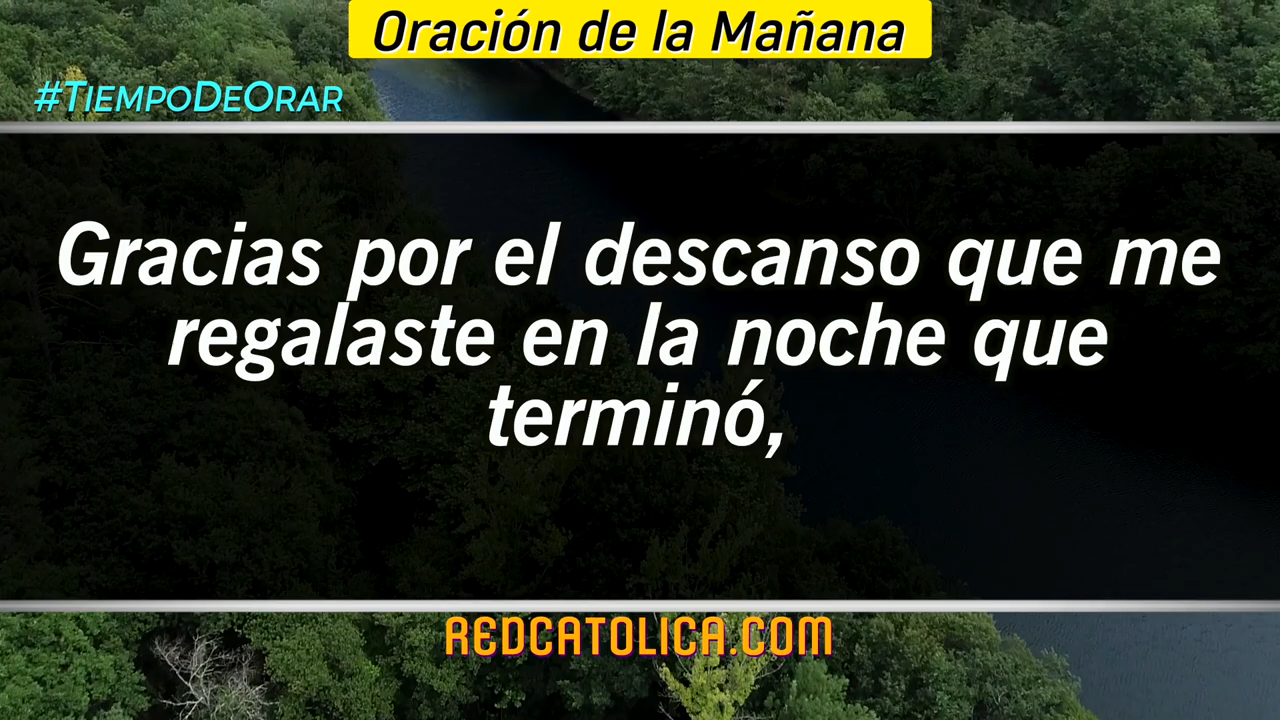 Oración de la Mañana
#TiempoDeOrar
Gracias por el descanso que me
regalaste en la noche que
terminó,
REDCATOLICA.COM